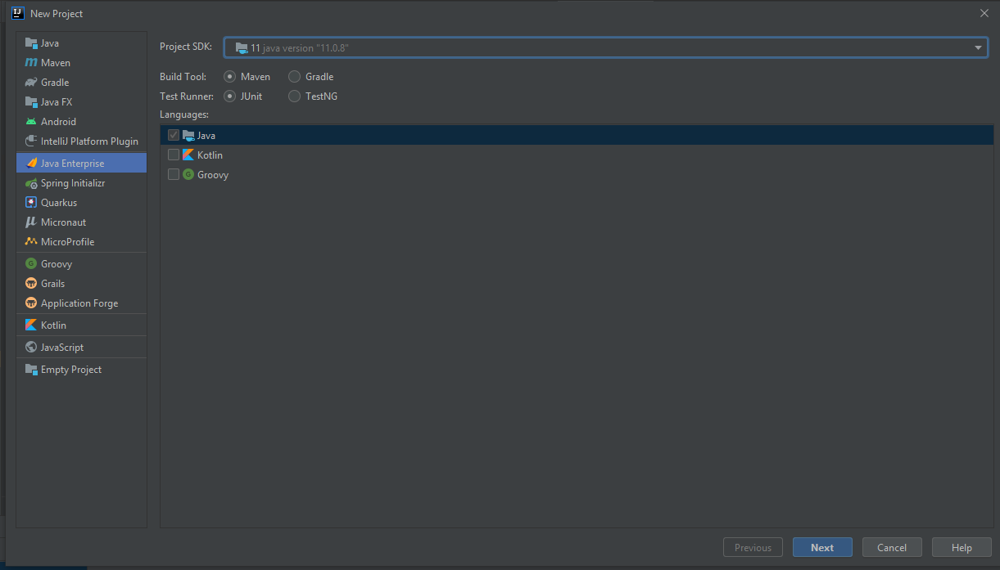 New Project
Java
Maven
Gradle
Java FX
Android
IntelliJ Platform Plugin
Java Enterprise
Spring Initializr
Quarkus
Micronaut
MicroProfile
Groovy
Grails
Application Forge
Kotlin
JavaScript
Empty Project
Project SDK: 11 java version "11.0.8"
Build Tool: Maven Gradle
Test Runner: JUnit TestNG
Languages:
Java
Kotlin
Groovy
Previous Next Cancel Help